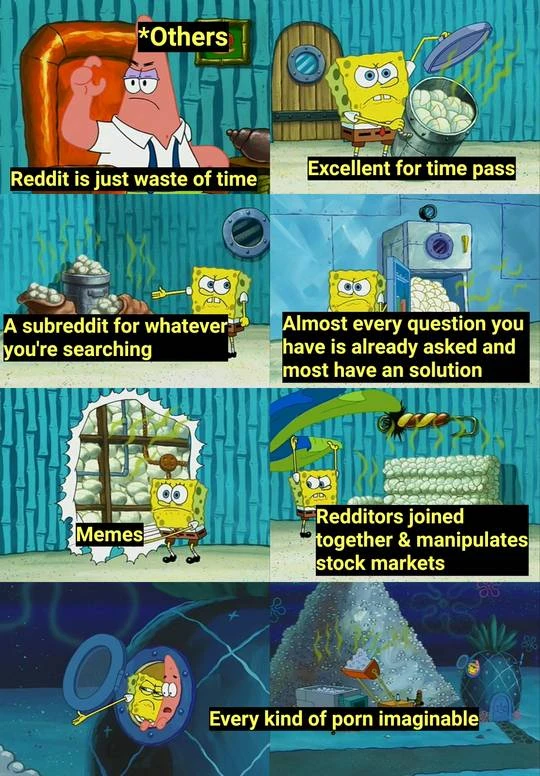 *Others
Reddit is just waste of time
Excellent for time pass
A subreddit for whatever
you're searching
Almost every question you
have is already asked and
most have an solution
Memes
Redditors joined
together & manipulates
stock markets
Every kind of porn imaginable